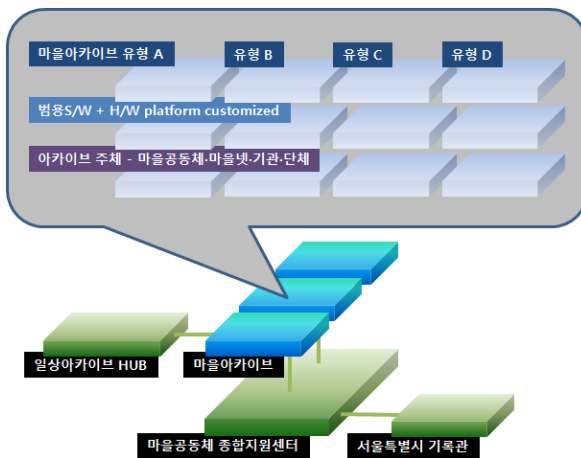 마을아카이브 유형 A
유형 B
유형 C
유형 D
범용S/W + H/W platform customized
아카이브 주체 - 마을공동체·마을넷·기관·단체
일상아카이브 HUB
마을아카이브
마을공동체 종합지원센터
서울특별시 기록관